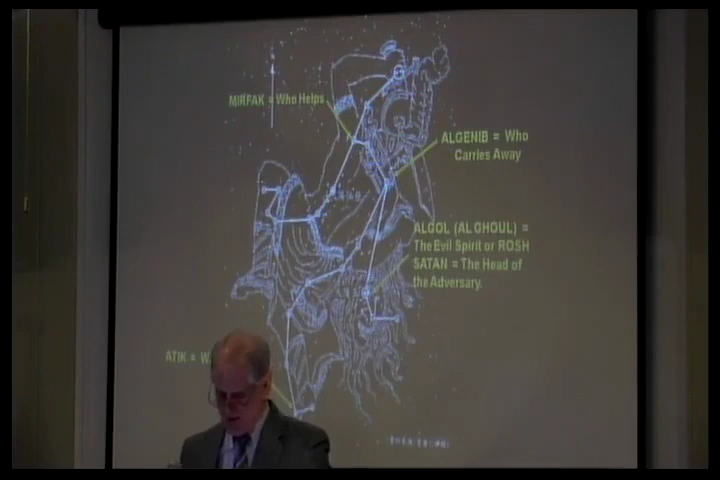 MIRFAK = Who Helps
ALGENIB = Who
Carries Away
ALGOL (AL GHOUL) =
The Evil Spirit or ROSH
SATAN = The Head of
the Adversary.
ATIK = W